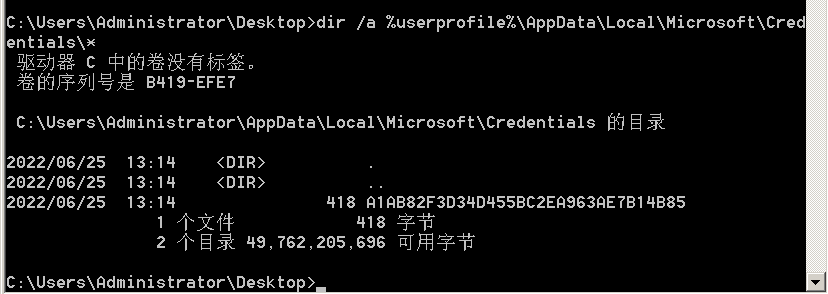 C:\Users\Administrator\Desktop>dir /a %userprofile%\AppData\Local\Microsoft\Cred
entials\*
驱动器 C 中的卷没有标签。
卷的序列号是 B419-EFE7
C:\Users\Administrator\AppData\Local\Microsoft\Credentials 的目录
2022/06/25  13:14    <DIR>          .
2022/06/25  13:14    <DIR>          ..
2022/06/25  13:14               418 A1AB82F3D34D455BC2EA963AE7B14B85
1 个文件            418 字节
2 个目录 49,762,205,696 可用字节
C:\Users\Administrator\Desktop>